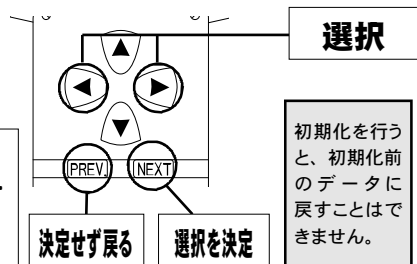 選択
PREV.
NEXT
決定せず戻る
選択を決定
初期化を行う
と、初期化前
のデータに
戻すことはで
きません。